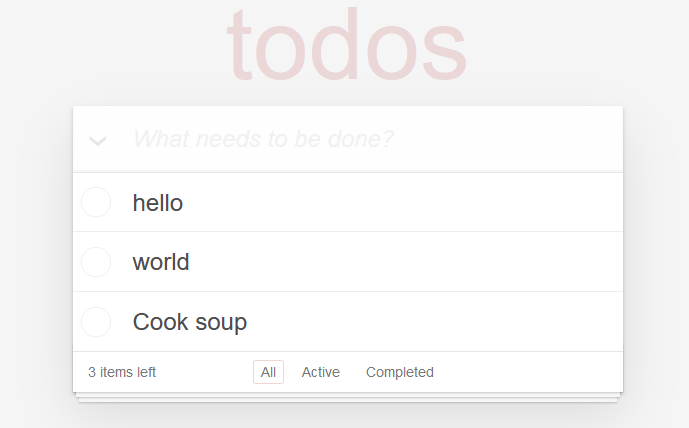 todos
What needs to be done?
hello
world
Cook soup
3 items left All Active Completed